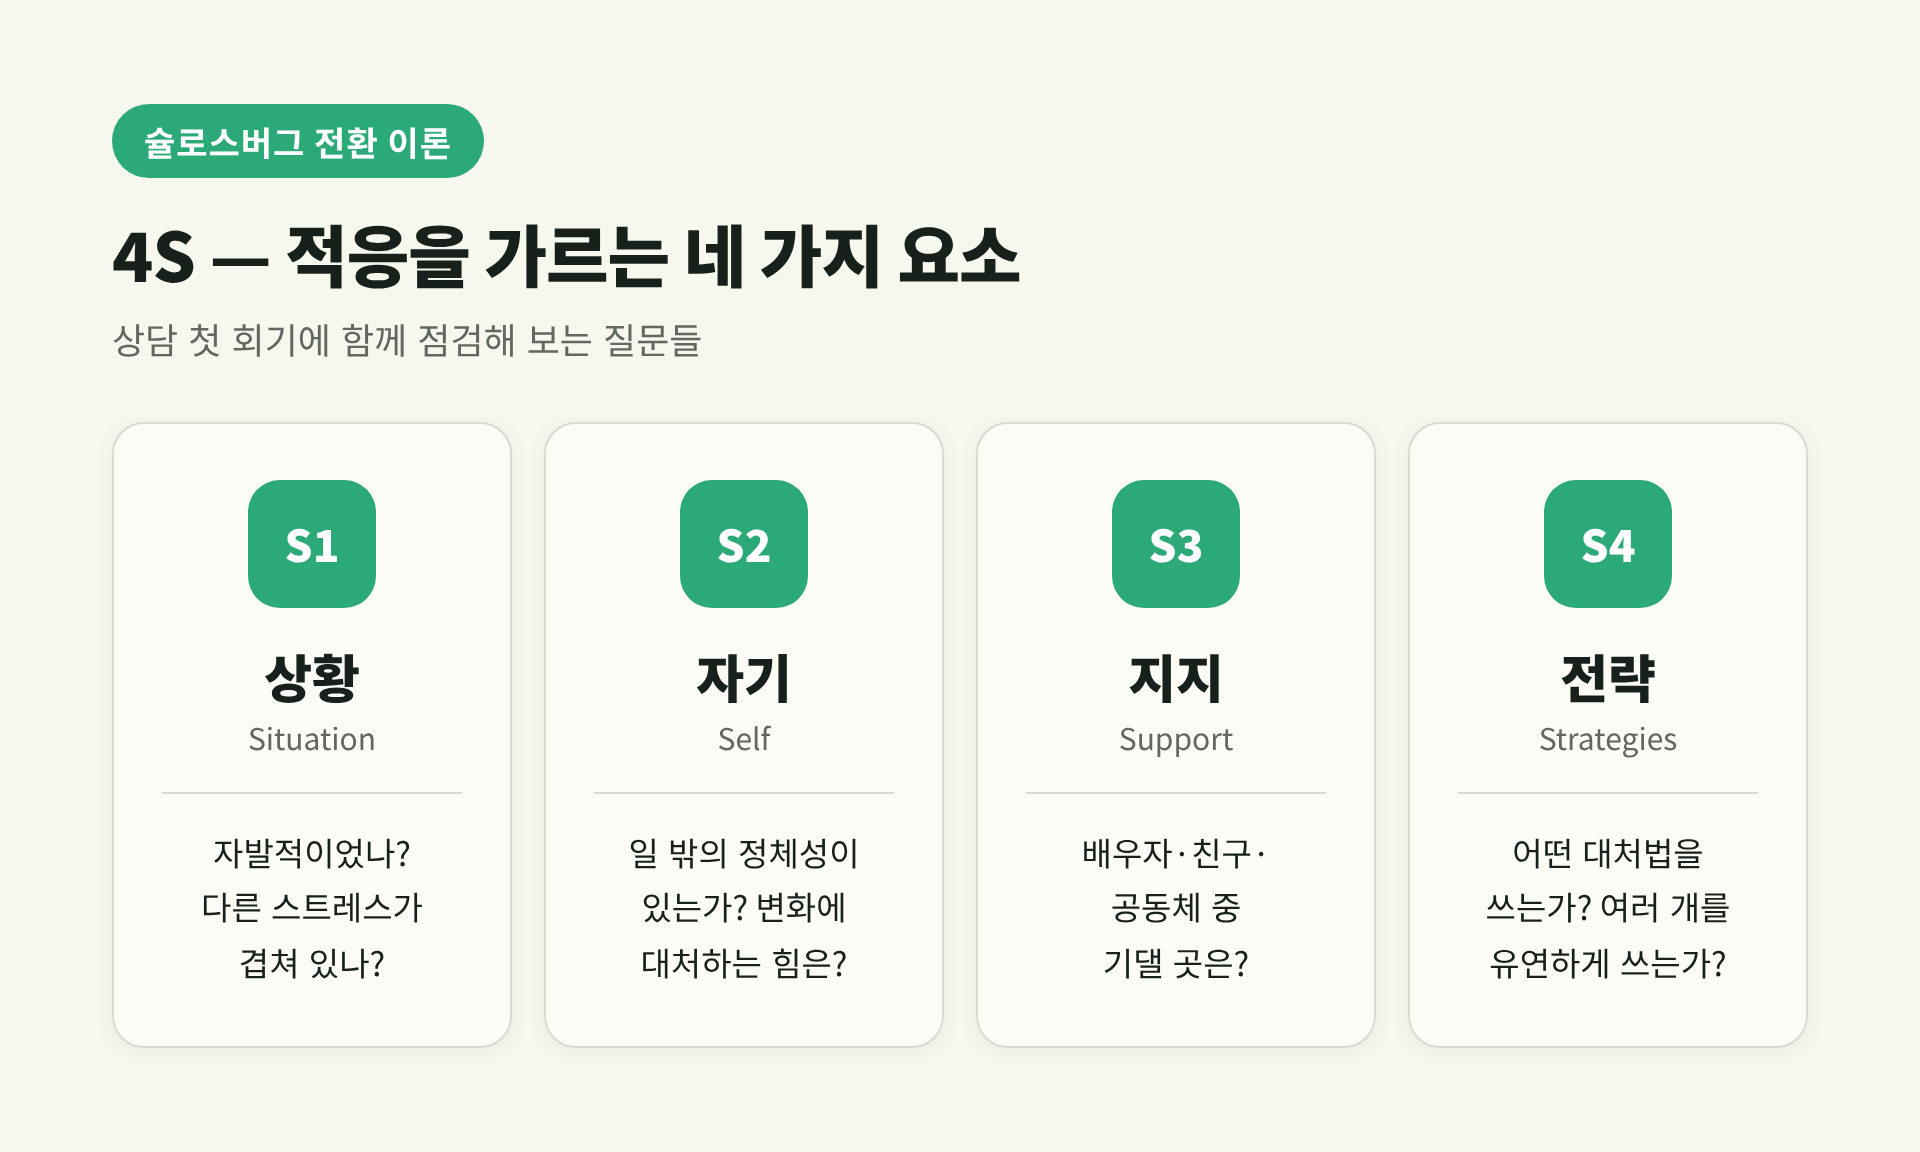 슐로스버그 전환 이론
4S — 적응을 가르는 네 가지 요소
상담 첫 회기에 함께 점검해 보는 질문들
S1
상황
Situation
자발적이었나?
다른 스트레스가
겹쳐 있나?
S2
자기
Self
일 밖의 정체성이
있는가? 변화에
대처하는 힘은?
S3
지지
Support
배우자·친구·
공동체 중
기댈 곳은?
S4
전략
Strategies
어떤 대처법을
쓰는가? 여러 개를
유연하게 쓰는가?